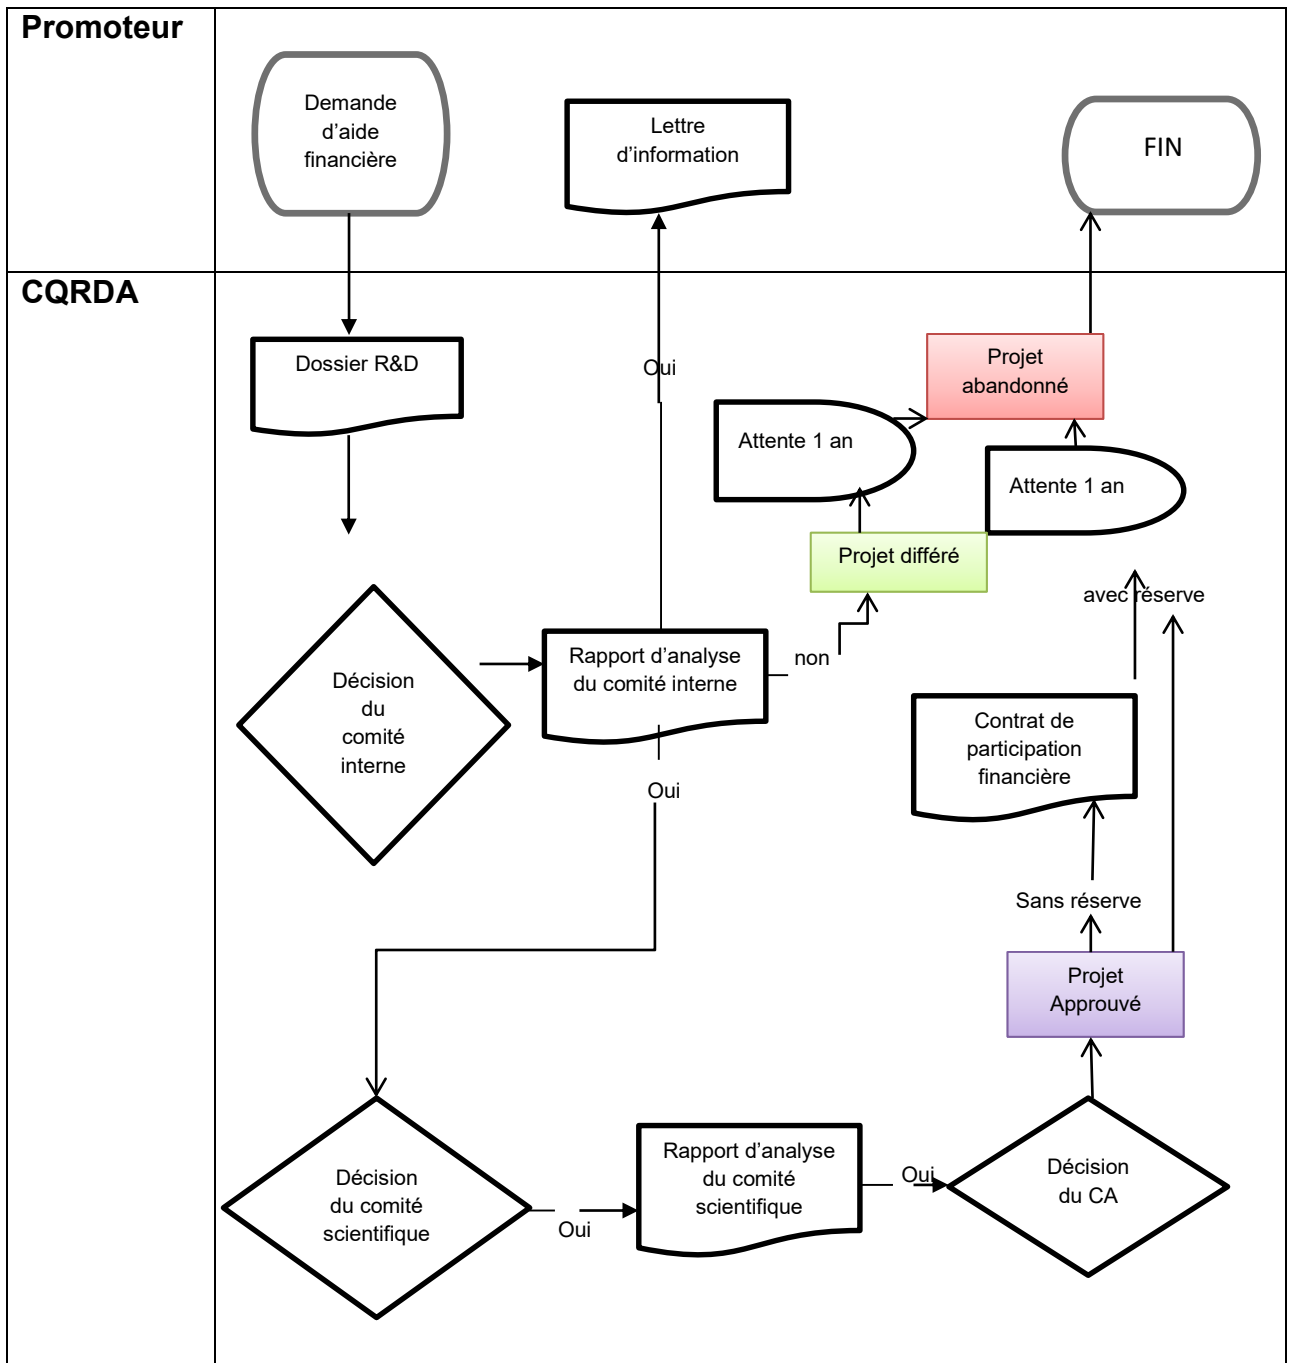 Promoteur
Demande
d’aide
financière
Lettre
d’information
FIN
CQRDA
Dossier R&D
Oui
Projet
abandonné
Attente 1 an
Attente 1 an
Projet différé
avec réserve
Décision
du
comité
interne
Rapport d’analyse
du comité interne
non
Oui
Contrat de
participation
financière
Sans réserve
Projet
Approuvé
Décision
du comité
scientifique
Oui
Rapport d’analyse
du comité
scientifique
Oui
Décision
du CA